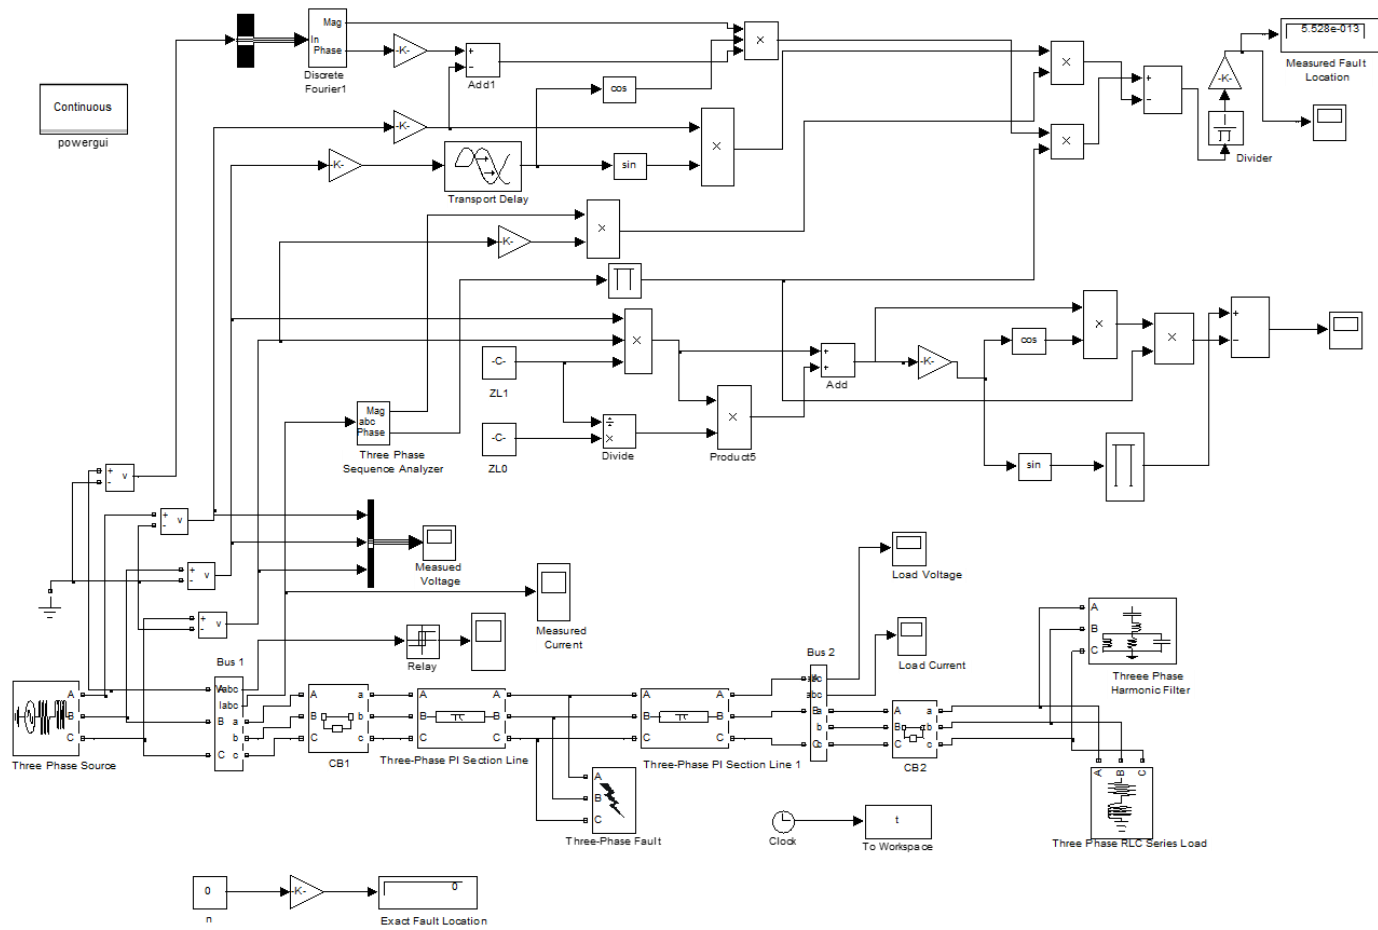 Mag
In
Phase
Discrete
Fourier1
-K-
+
−
Add1
×
cos
×
+
−
-K-
Divider
5.528e-013
Measured Fault
Location
Continuous
powergui
-K-
-K-
Transport Delay
sin
×
×
×
-K-
-C-
ZL1
×
+
+
Add
-K-
cos
×
×
+
−
Mag
abc
Phase
Three Phase
Sequence Analyzer
-C-
ZL0
÷
×
Divide
×
Product5
sin
+
-
v
+
-
v
+
-
v
+
-
v
Measued
Voltage
Measured
Current
Load Voltage
Load Current
Relay
Bus 1
Bus 2
A
B
C
Three Phase Source
Vabc
Iabc
A
B
C
a
b
c
A
B
C
a
b
c
CB1
A
B
C
A
B
C
Three-Phase PI Section Line
A
B
C
A
B
C
Three-Phase PI Section Line 1
A
B
C
Three-Phase Fault
abc
B
C
a
b
c
A
B
C
a
b
c
CB2
A
B
C
Threee Phase
Harmonic Filter
A
B
C
Three Phase RLC Series Load
Clock
t
To Workspace
0
n
-K-
0
Exact Fault Location